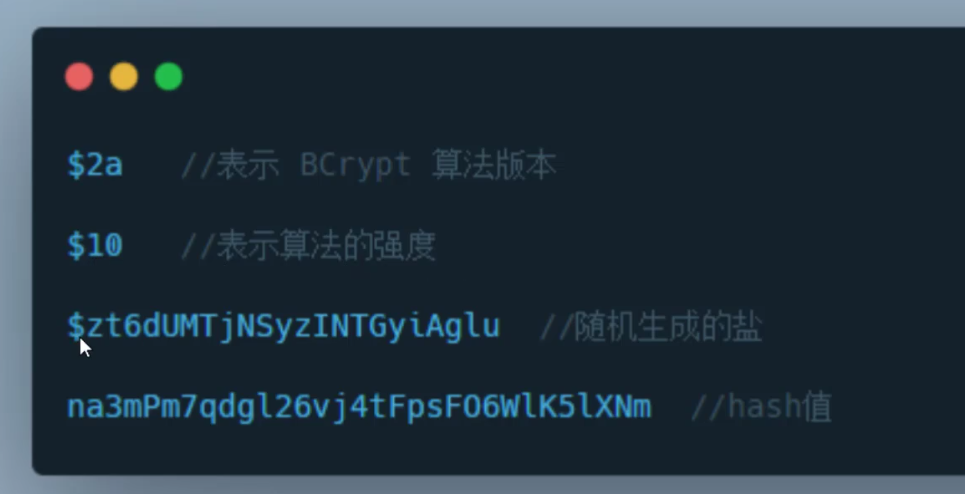 $2a //表示 BCrypt 算法版本
$10 //表示算法的强度
$zt6dUMTjNSyzINTGyiAglu //随机生成的盐
na3mPm7qdgl26vj4tFpsFO6WlK5lXNm //hash值